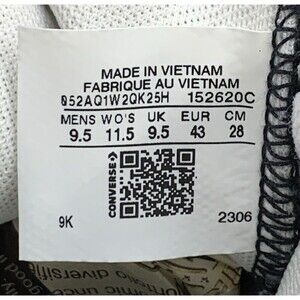 MADE IN VIETNAM
FABRIQUE AU VIETNAM
052AQ1W2QK25H 152620C
MENS WO'S UK EUR CM
9.5 11.5 9.5 43 28
CONVERSE
9K 2306